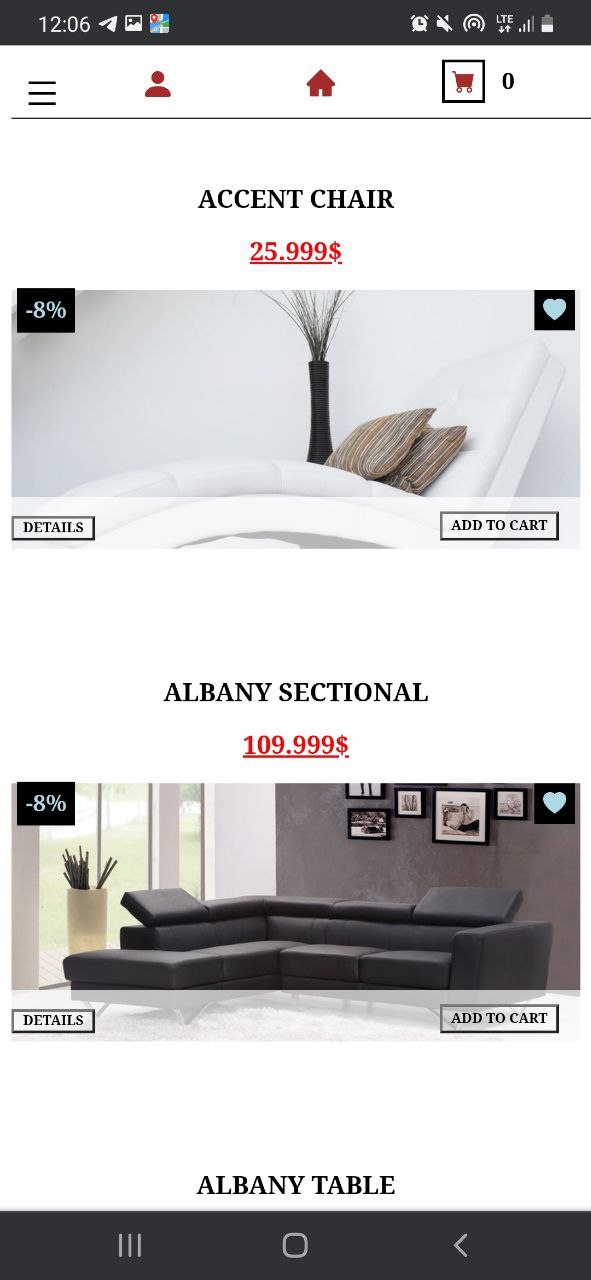 12:06 LTE
0
ACCENT CHAIR
25.999$
-8%
DETAILS ADD TO CART
ALBANY SECTIONAL
109.999$
-8%
DETAILS ADD TO CART
ALBANY TABLE